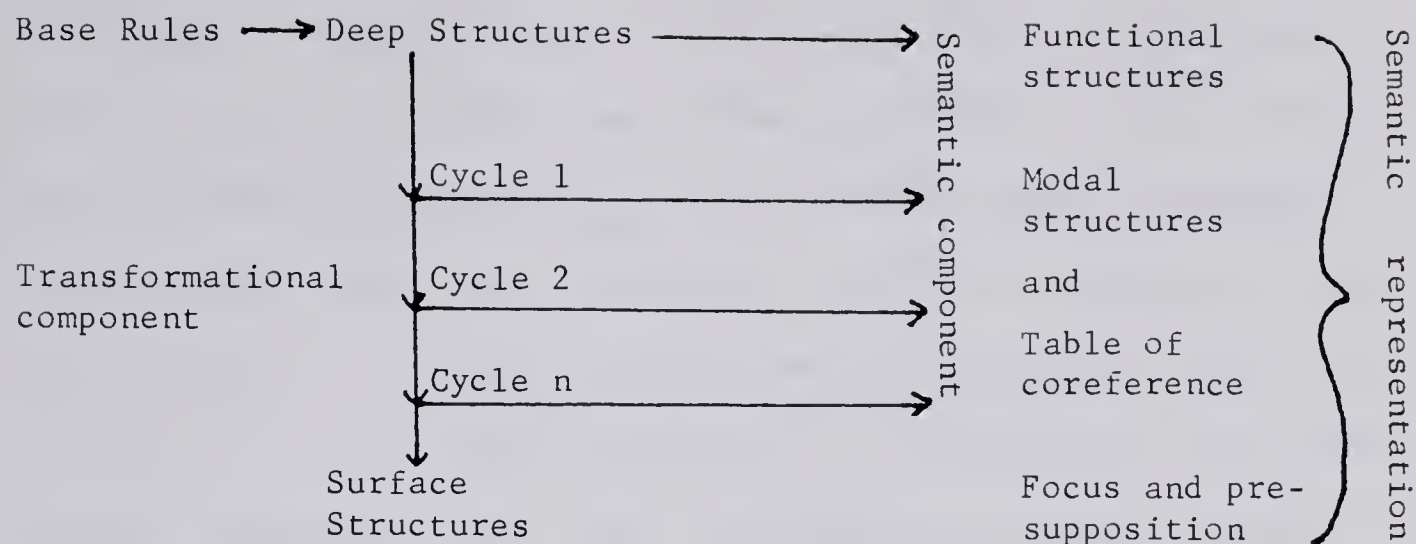 Base Rules → Deep Structures →
Semantic component
Functional
structures
Semantic representation
Cycle 1
Modal
structures
Transformational
component
Cycle 2
and
Table of
coreference
Cycle n
Surface
Structures
Focus and pre-
supposition